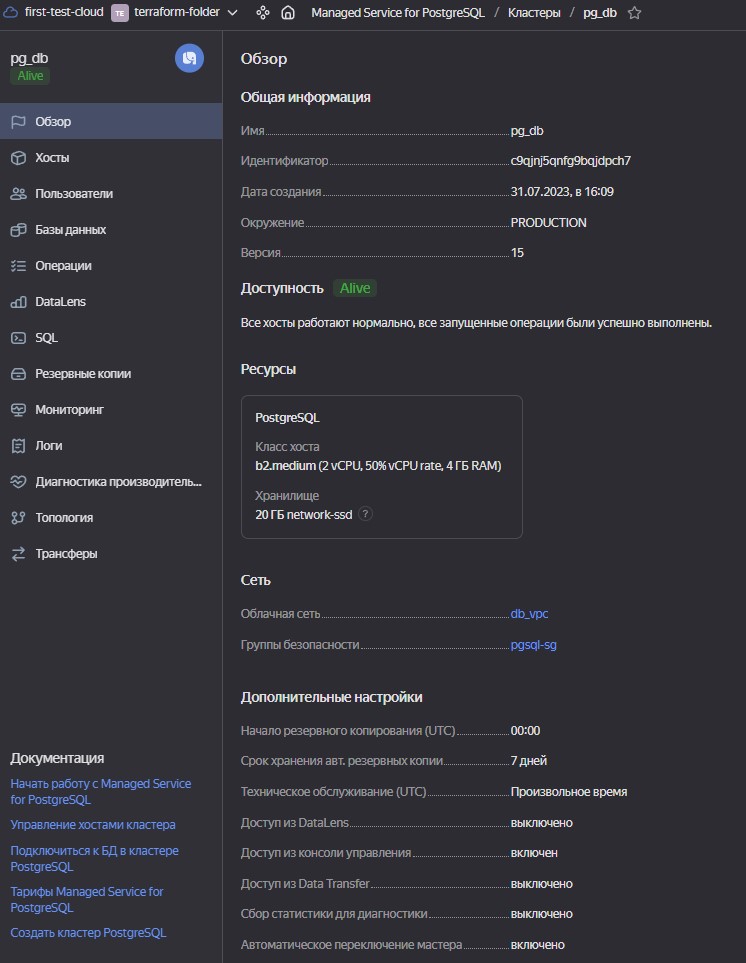 first-test-cloud TE terraform-folder Managed Service for PostgreSQL / Кластеры / pg_db
pg_db
Alive
Обзор
Хосты
Пользователи
Базы данных
Операции
DataLens
SQL
Резервные копии
Мониторинг
Логи
Диагностика производитель...
Топология
Трансферы
Документация
Начать работу с Managed Service
for PostgreSQL
Управление хостами кластера
Подключиться к БД в кластере
PostgreSQL
Тарифы Managed Service for
PostgreSQL
Создать кластер PostgreSQL
Обзор
Общая информация
Имя pg_db
Идентификатор c9qjnj5qnfg9bqjdpch7
Дата создания 31.07.2023, в 16:09
Окружение PRODUCTION
Версия 15
Доступность Alive
Все хосты работают нормально, все запущенные операции были успешно выполнены.
Ресурсы
PostgreSQL
Класс хоста
b2.medium (2 vCPU, 50% vCPU rate, 4 ГБ RAM)
Хранилище
20 ГБ network-ssd ?
Сеть
Облачная сеть db_vpc
Группы безопасности pgsql-sg
Дополнительные настройки
Начало резервного копирования (UTC) 00:00
Срок хранения авт. резервных копии 7 дней
Техническое обслуживание (UTC) Произвольное время
Доступ из DataLens выключено
Доступ из консоли управления включен
Доступ из Data Transfer выключено
Сбор статистики для диагностики выключено
Автоматическое переключение мастера включено